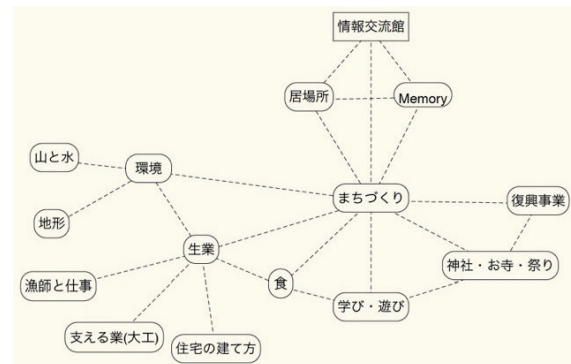 情報交流館
居場所
Memory
山と水
環境
まちづくり
復興事業
地形
生業
神社・お寺・祭り
漁師と仕事
食
学び・遊び
支える業(大工)
住宅の建て方